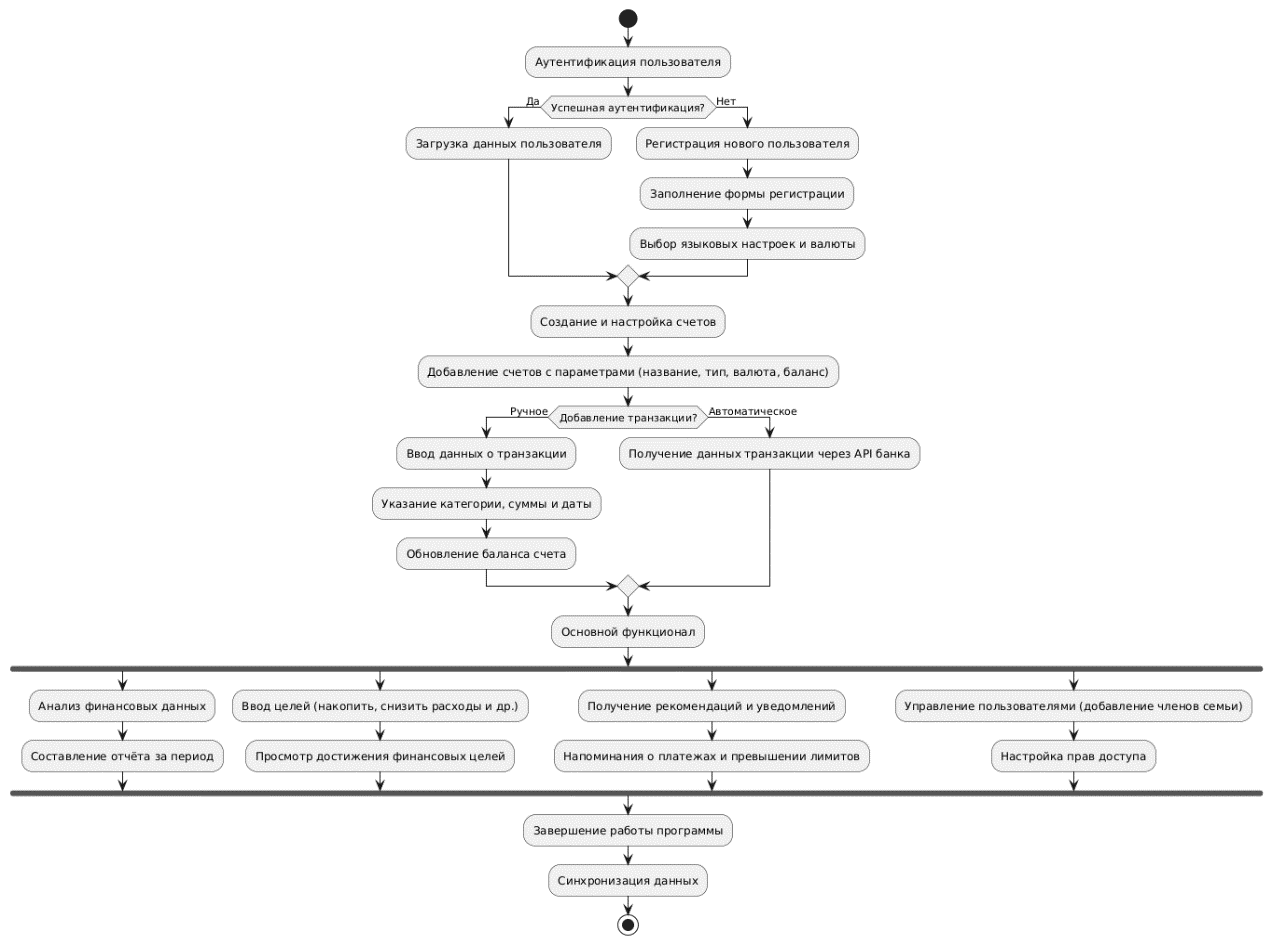 Аутентификация пользователя
Да
Успешная аутентификация?
Нет
Загрузка данных пользователя
Регистрация нового пользователя
Заполнение формы регистрации
Выбор языковых настроек и валюты
Создание и настройка счетов
Добавление счетов с параметрами (название, тип, валюта, баланс)
Ручное
Добавление транзакции?
Автоматическое
Ввод данных о транзакции
Получение данных транзакции через API банка
Указание категории, суммы и даты
Обновление баланса счета
Основной функционал
Анализ финансовых данных
Ввод целей (накопить, снизить расходы и др.)
Получение рекомендаций и уведомлений
Управление пользователями (добавление членов семьи)
Составление отчёта за период
Просмотр достижения финансовых целей
Напоминания о платежах и превышении лимитов
Настройка прав доступа
Завершение работы программы
Синхронизация данных